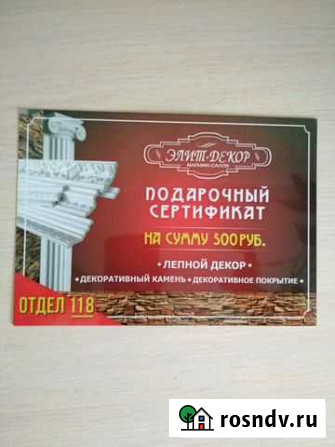 ЭЛИТ-ДЕКОР
МАГАЗИН-САЛОН
ПОДАРОЧНЫЙ
СЕРТИФИКАТ
НА СУММУ 500 РУБ.
• ЛЕПНОЙ ДЕКОР •
• ДЕКОРАТИВНЫЙ КАМЕНЬ • ДЕКОРАТИВНОЕ ПОКРЫТИЕ •
ОТДЕЛ 118
rosndv.ru